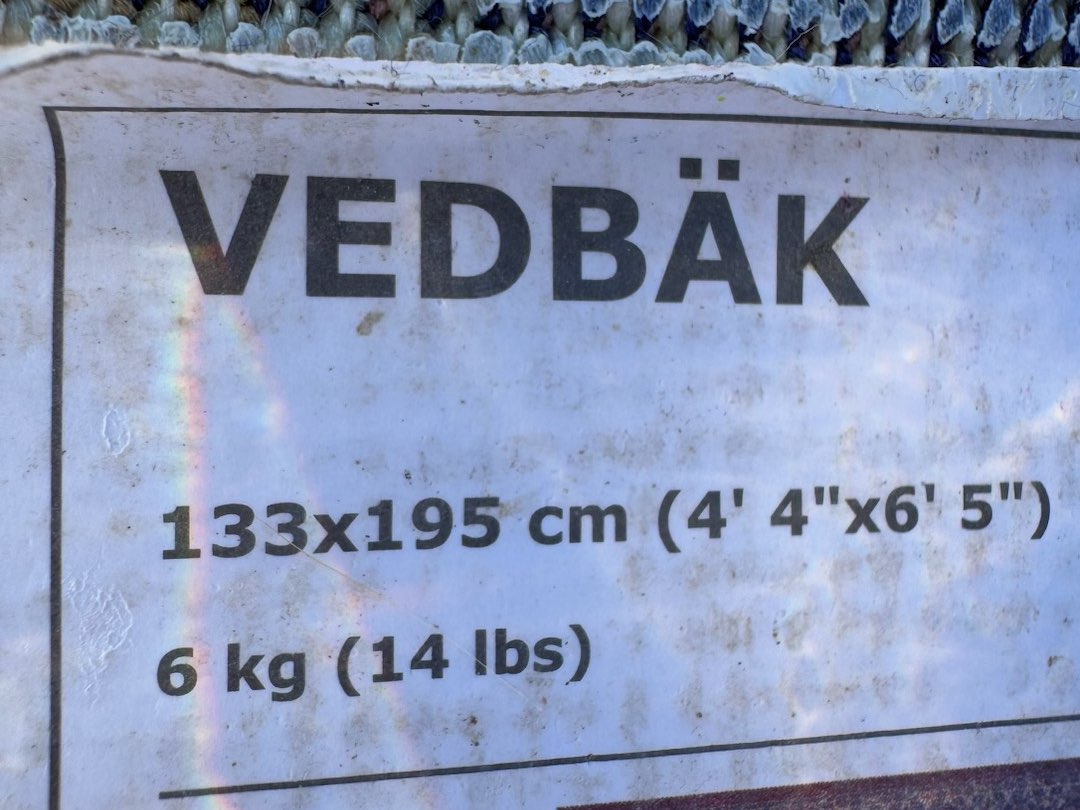 VEDBÄK
133x195 cm (4' 4"x6' 5")
6 kg (14 lbs)